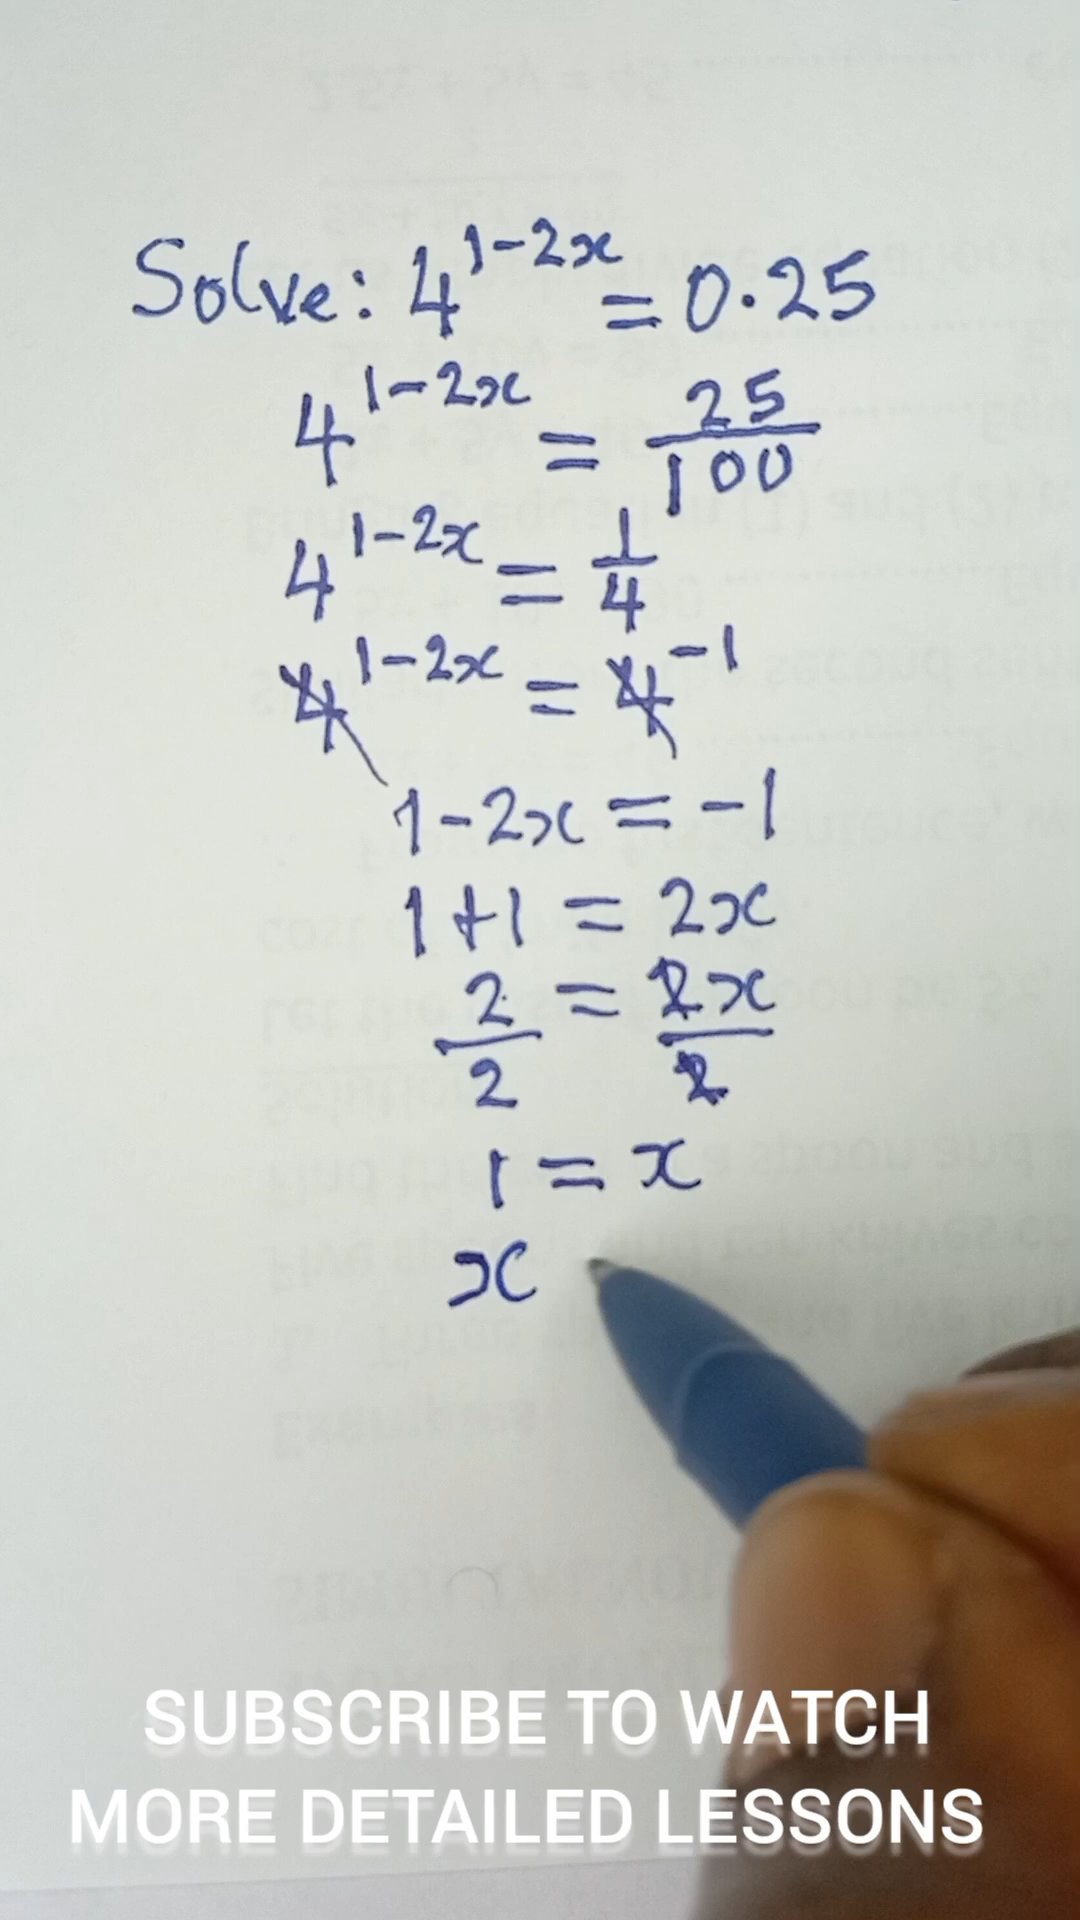 Solve: 4^{1-2x} = 0.25
4^{1-2x} = 25/100
4^{1-2x} = 1/4
4^{1-2x} = 4^{-1}
1-2x = -1
1+1 = 2x
2/2 = 2x/2
1 = x
x
SUBSCRIBE TO WATCH
MORE DETAILED LESSONS